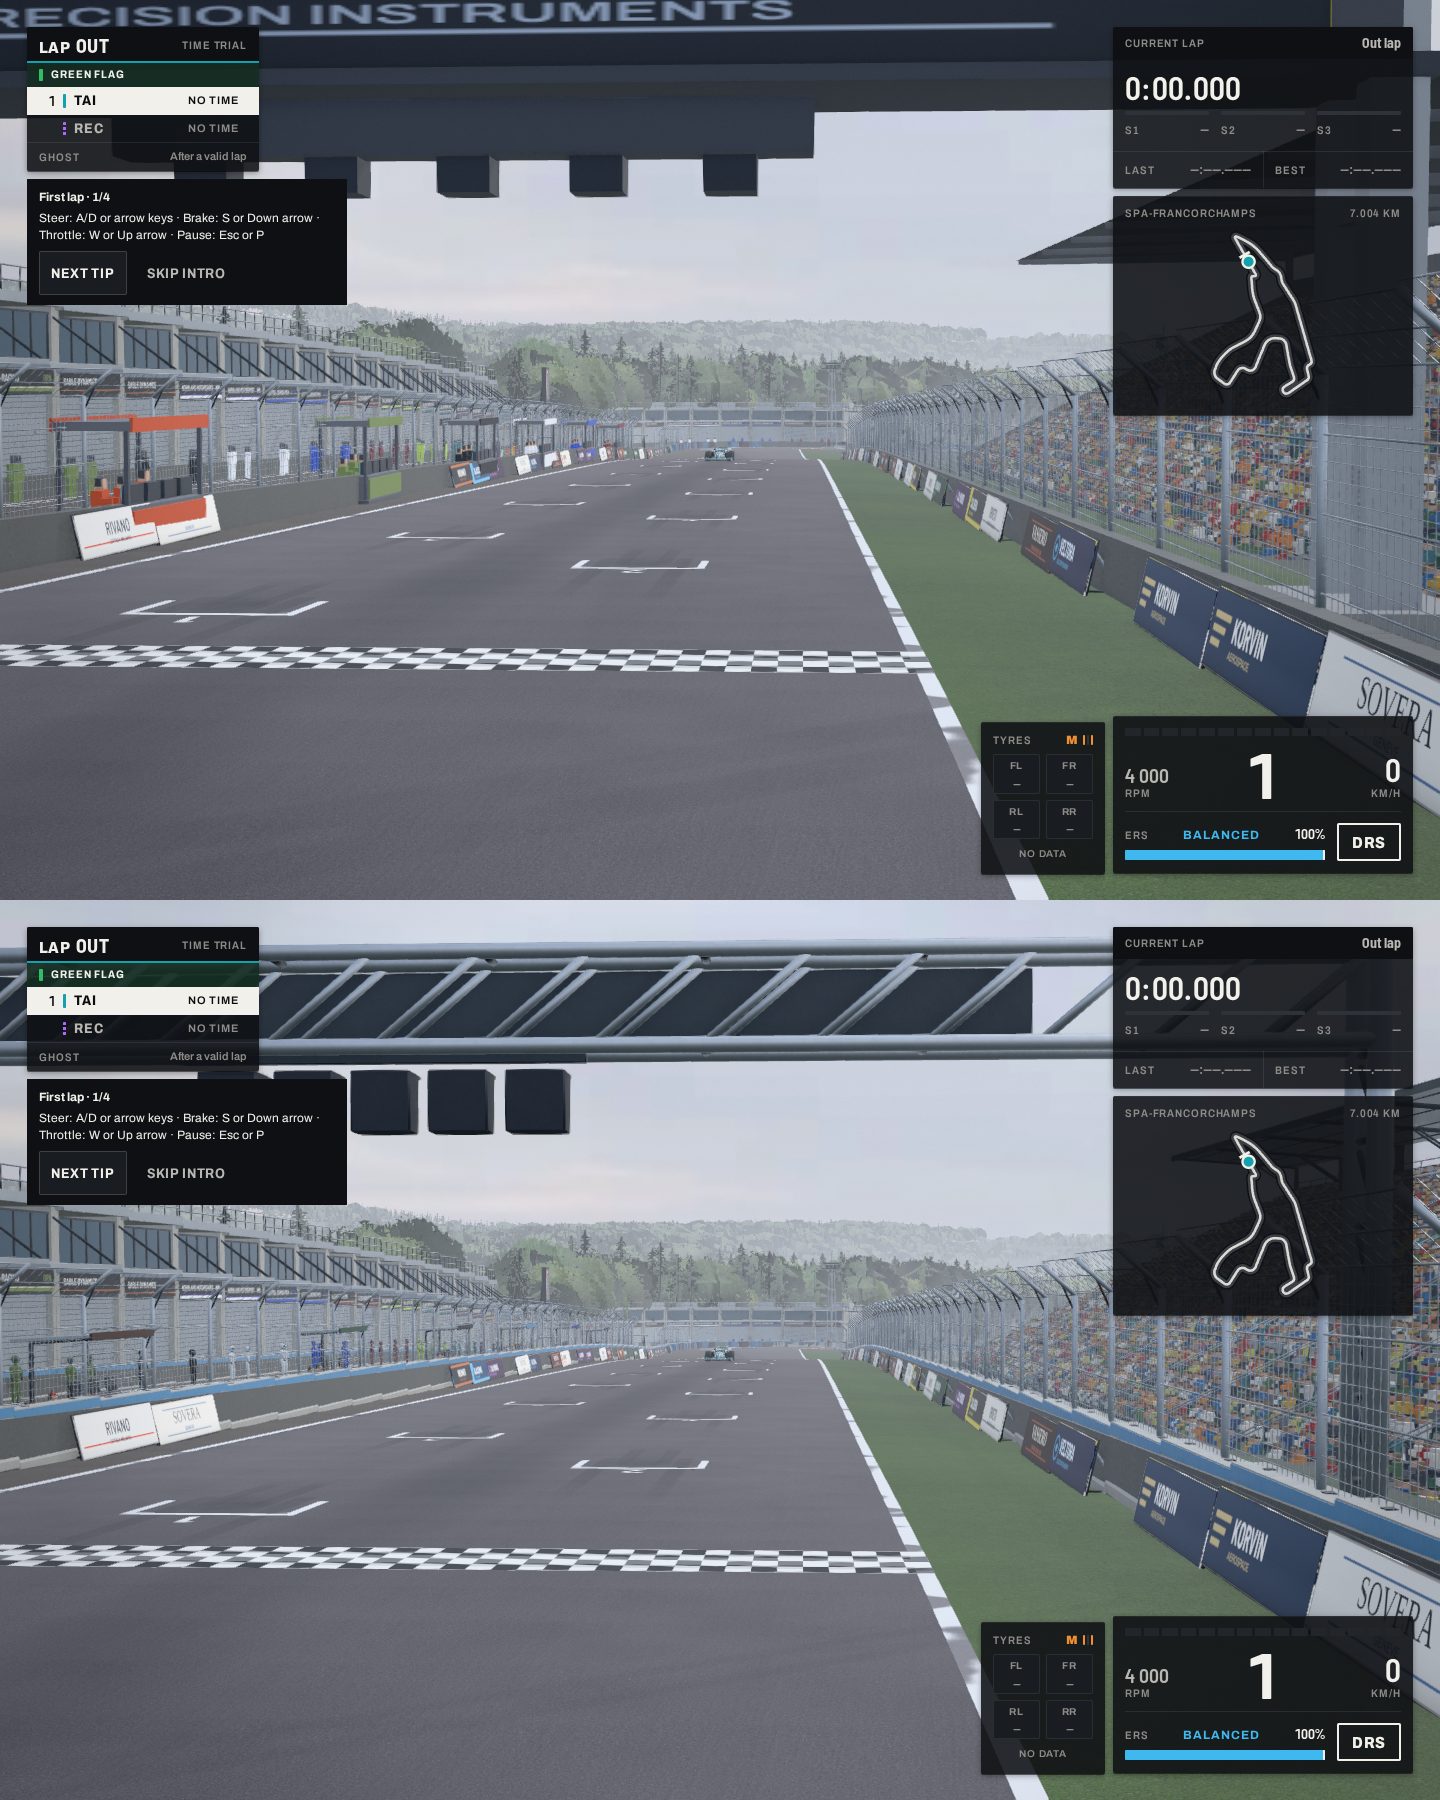 RECISION INSTRUMENTS
LAP OUT TIME TRIAL
GREEN FLAG
1 TAI NO TIME
REC NO TIME
GHOST After a valid lap
First lap · 1/4
Steer: A/D or arrow keys · Brake: S or Down arrow ·
Throttle: W or Up arrow · Pause: Esc or P
NEXT TIP SKIP INTRO
CURRENT LAP Out lap
0:00.000
S1 – S2 – S3 –
LAST –:––.––– BEST –:––.–––
SPA-FRANCORCHAMPS 7.004 KM
RIVANO
KORVIN
AEROSPACE
KORVIN
AEROSPACE
SOVERA
TYRES M
FL FR
– –
RL RR
– –
NO DATA
4 000
RPM
1
0
KM/H
ERS BALANCED 100%
DRS
LAP OUT TIME TRIAL
GREEN FLAG
1 TAI NO TIME
REC NO TIME
GHOST After a valid lap
First lap · 1/4
Steer: A/D or arrow keys · Brake: S or Down arrow ·
Throttle: W or Up arrow · Pause: Esc or P
NEXT TIP SKIP INTRO
CURRENT LAP Out lap
0:00.000
S1 – S2 – S3 –
LAST –:––.––– BEST –:––.–––
SPA-FRANCORCHAMPS 7.004 KM
RIVANO
SOVERA
KORVIN
KORVIN
AEROSPACE
SOVERA
TYRES M
FL FR
– –
RL RR
– –
NO DATA
4 000
RPM
1
0
KM/H
ERS BALANCED 100%
DRS